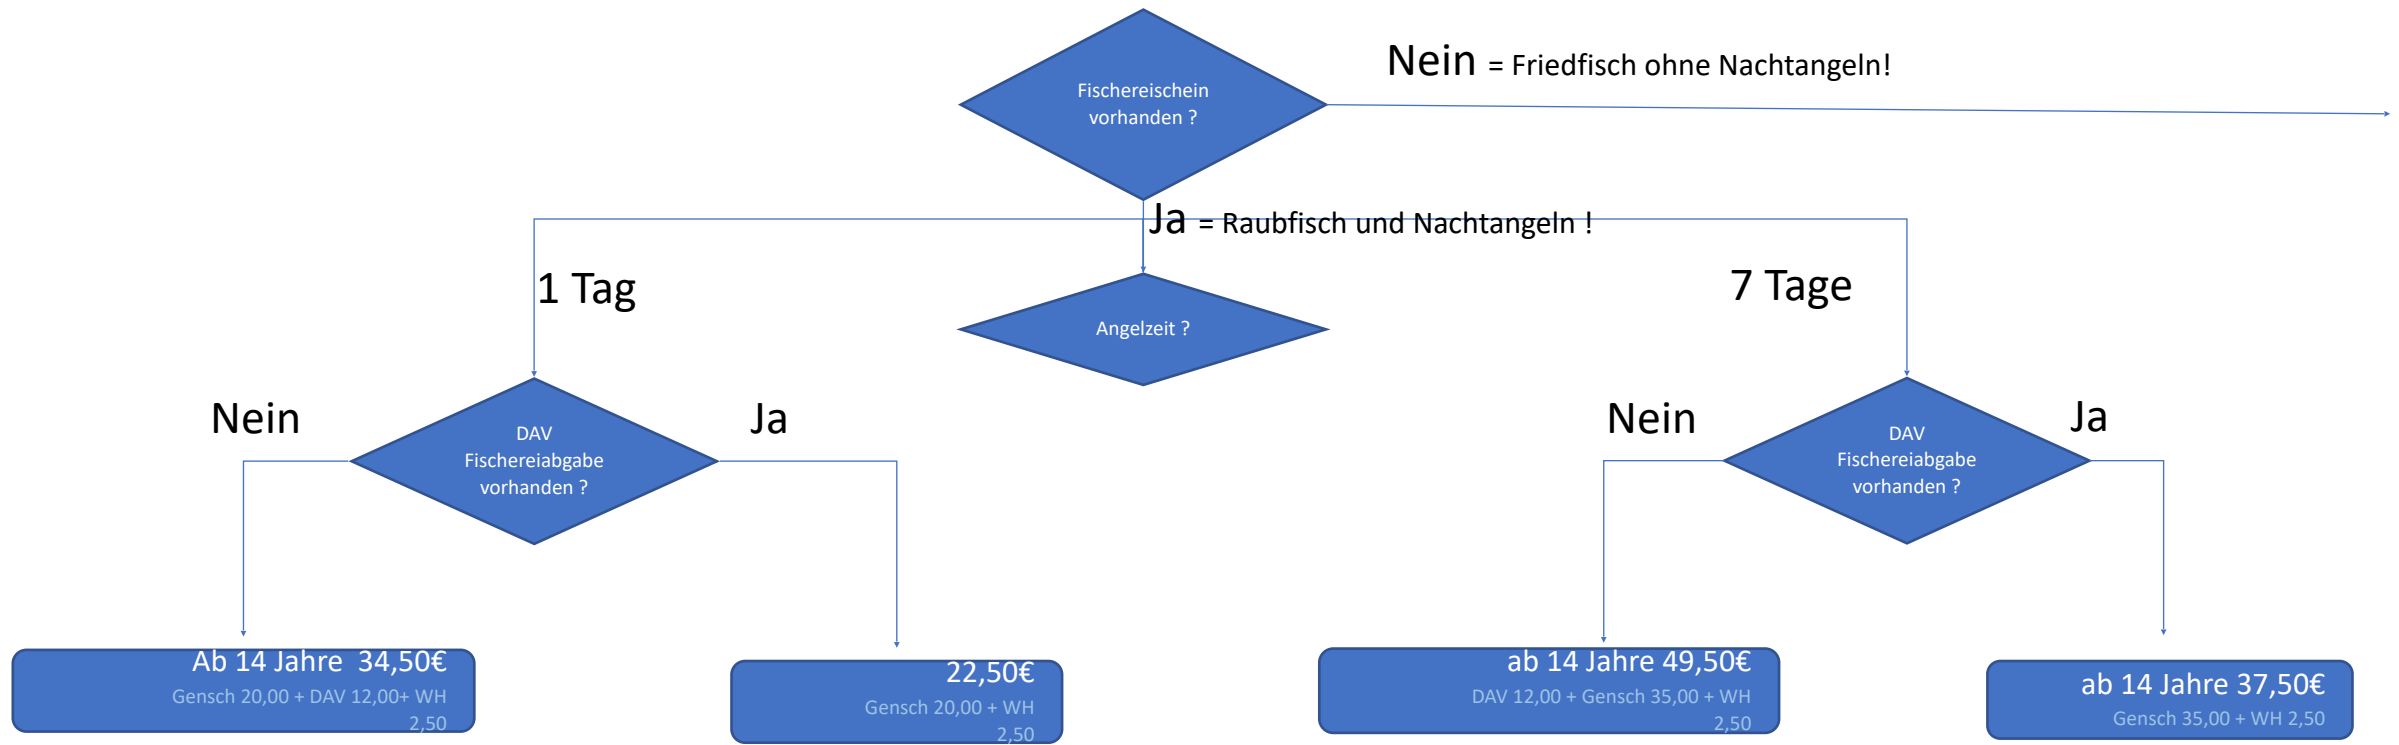 Nein = Friedfisch ohne Nachtangeln!
Fischereischein
vorhanden ?
Ja = Raubfisch und Nachtangeln !
1 Tag
7 Tage
Angelzeit ?
Nein
Ja
DAV
Fischereiabgabe
vorhanden ?
Nein
Ja
DAV
Fischereiabgabe
vorhanden ?
Ab 14 Jahre  34,50€
Gensch 20,00 + DAV 12,00+ WH
2,50
22,50€
Gensch 20,00 + WH
2,50
ab 14 Jahre 49,50€
DAV 12,00 + Gensch 35,00 + WH
2,50
ab 14 Jahre 37,50€
Gensch 35,00 + WH 2,50